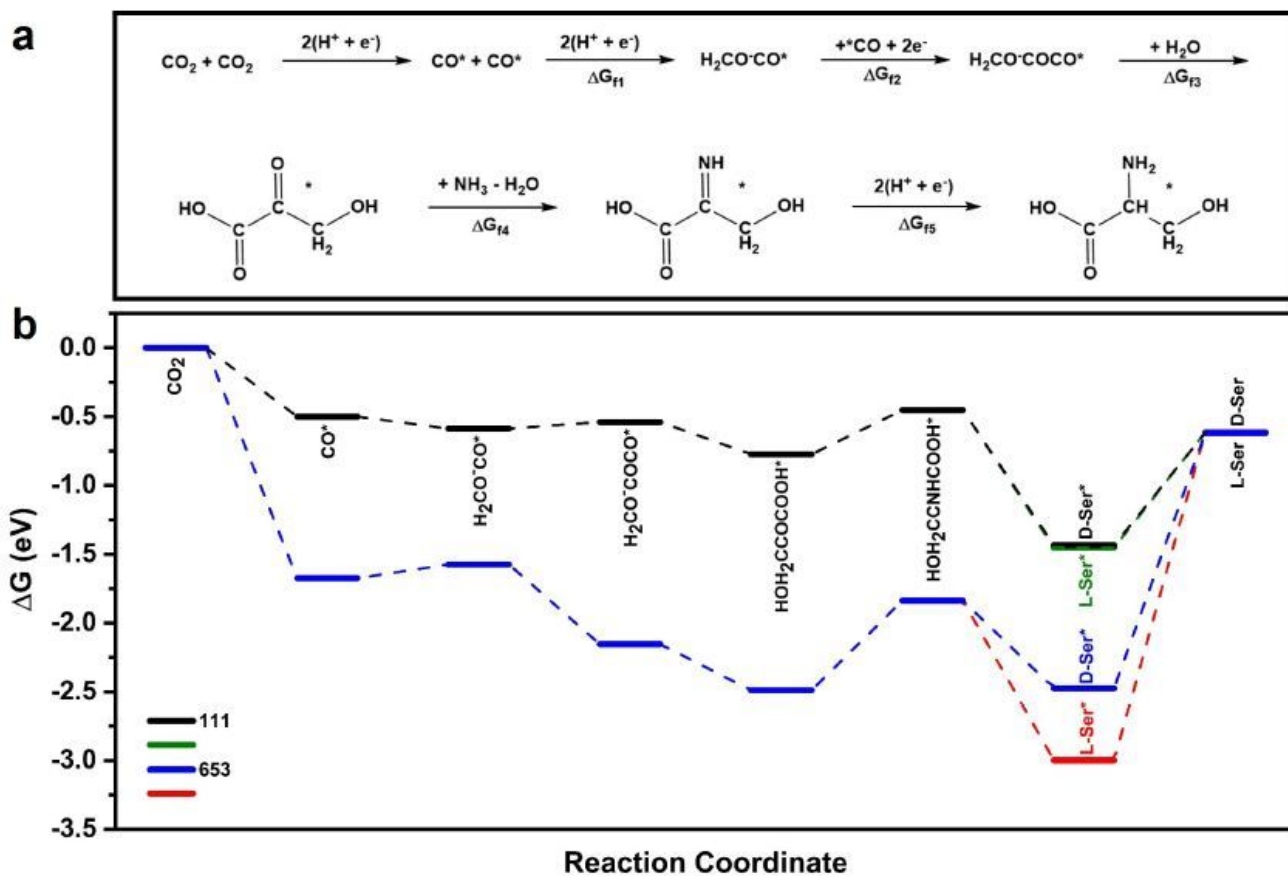 a
CO₂ + CO₂ 2(H⁺ + e⁻) CO* + CO* 2(H⁺ + e⁻) ΔGf1 H₂CO⁻CO* +*CO + 2e⁻ ΔGf2 H₂CO⁻COCO* + H₂O ΔGf3
HO C O C O CH₂ OH * + NH₃ - H₂O ΔGf4 HO C O C NH CH₂ OH * 2(H⁺ + e⁻) ΔGf5 HO C O CH NH₂ CH₂ OH *
b
ΔG (eV)
0.0
-0.5
-1.0
-1.5
-2.0
-2.5
-3.0
-3.5
CO₂
CO*
H₂CO⁻CO*
H₂CO⁻COCO*
HOH₂CCOCOOH*
HOH₂CCNHCOOH*
D-Ser*
L-Ser*
D-Ser*
L-Ser*
L-Ser D-Ser
111
653
Reaction Coordinate